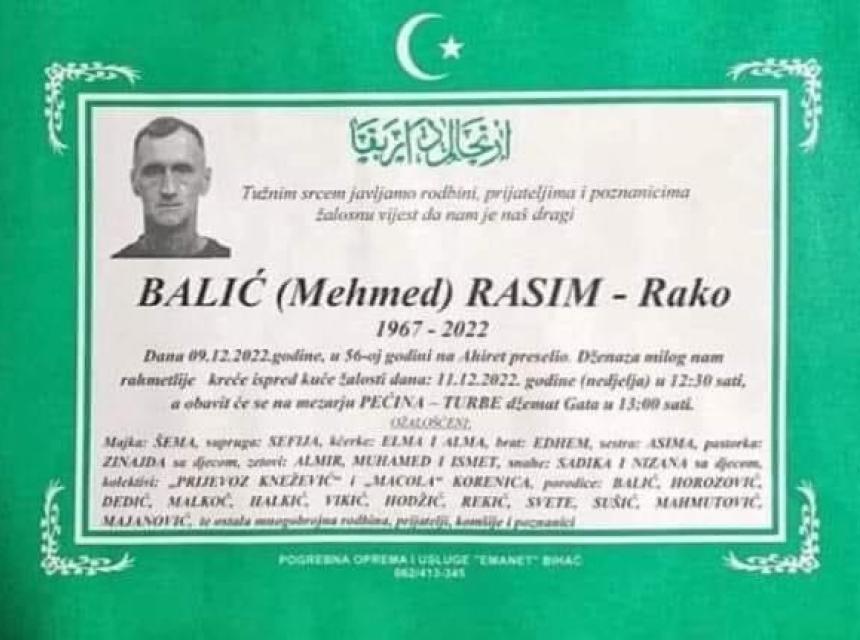 Tužnim srcem javljamo rodbini, prijateljima i poznanicima
žalosnu vijest da nam je naš dragi
BALIĆ (Mehmed) RASIM - Rako
1967 - 2022
Dana 09.12.2022.godine, u 56-oj godini na Ahiret preselio. Dženaza milog nam
rahmetlije kreće ispred kuće žalosti dana: 11.12.2022. godine (nedjelja) u 12:30 sati,
a obavit će se na mezarju PEĆINA – TURBE džemat Gata u 13:00 sati.
OŽALOŠĆENI:
Majka: ŠEMA, supruga: SEFIJA, kćerke: ELMA I ALMA, brat: EDHEM, sestra: ASIMA, pastorka:
ZINAJDA sa djecom, zetovi: ALMIR, MUHAMED I ISMET, snahe: SADIKA I NIZANA sa djecom,
kolektivi: „PRIJEVOZ KNEŽEVIĆ" I „MACOLA" KORENICA, porodice: BALIĆ, HOROZOVIĆ,
DEDIĆ, MALKOČ, HALKIĆ, VIKIĆ, HODŽIĆ, REKIĆ, SVETE, SUŠIĆ, MAHMUTOVIĆ,
MAJANOVIĆ, te ostala mnogobrojna rodbina, prijatelji, komšije i poznanici
POGREBNA OPREMA I USLUGE "EMANET" BIHAĆ
062/413-345